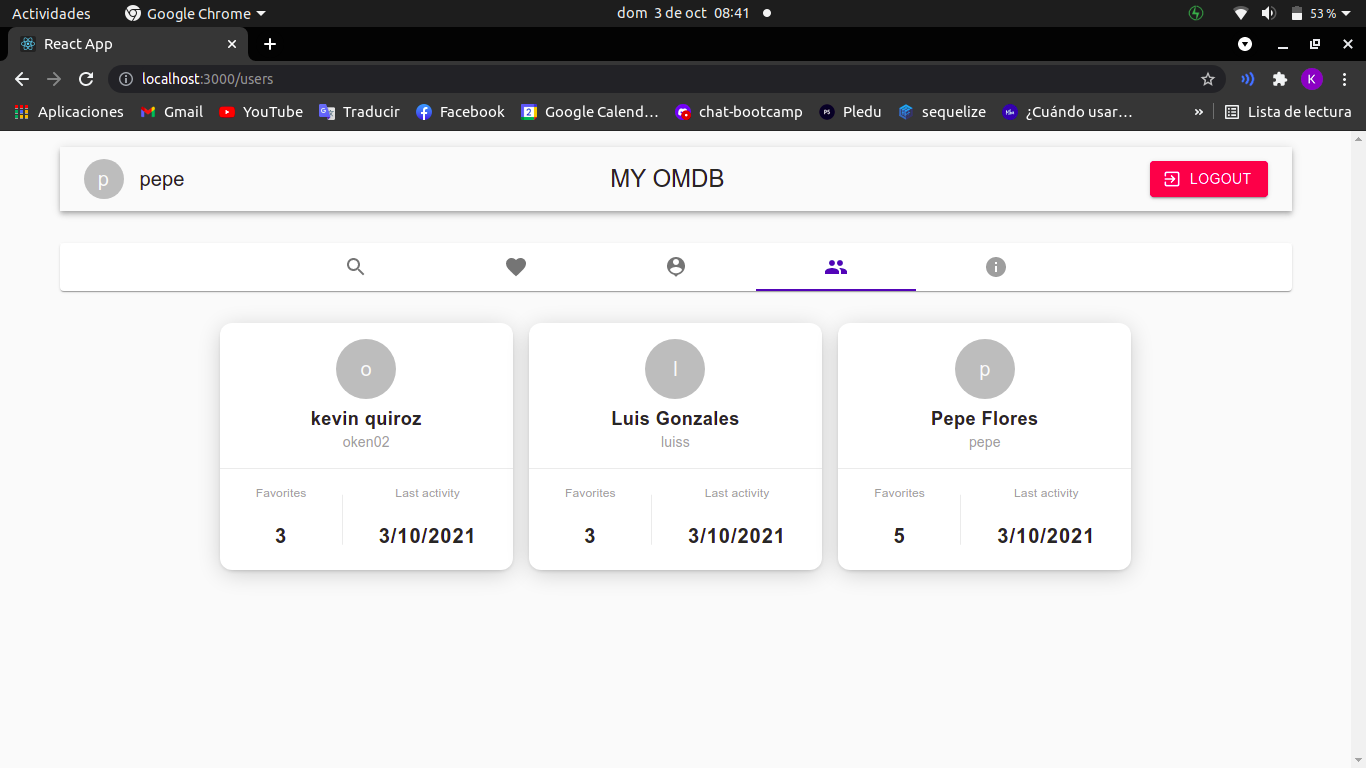 Actividades Google Chrome dom 3 de oct 08:41 53 %
React App
localhost:3000/users K
Aplicaciones Gmail YouTube Traducir Facebook 2 Google Calend… chat-bootcamp PS Pledu sequelize ¿Cuándo usar… » Lista de lectura
p pepe MY OMDB LOGOUT
o l p
kevin quiroz Luis Gonzales Pepe Flores
oken02 luiss pepe
Favorites Last activity Favorites Last activity Favorites Last activity
3 3/10/2021 3 3/10/2021 5 3/10/2021